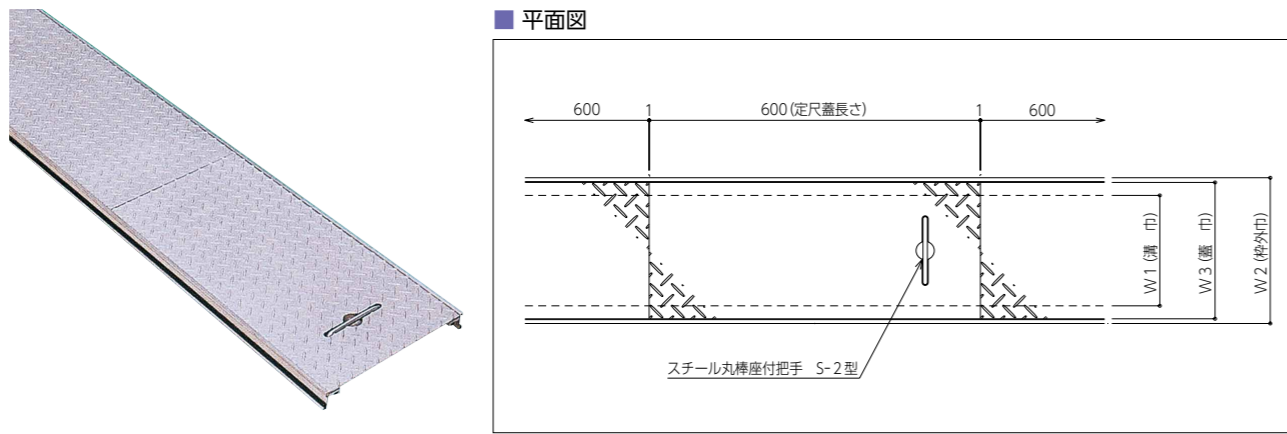 ■ 平面図
600 1 600(定尺蓋長さ) 1 600
W1(溝 巾)
W3(蓋 巾)
W2(枠外巾)
スチール丸棒座付把手 S-2型